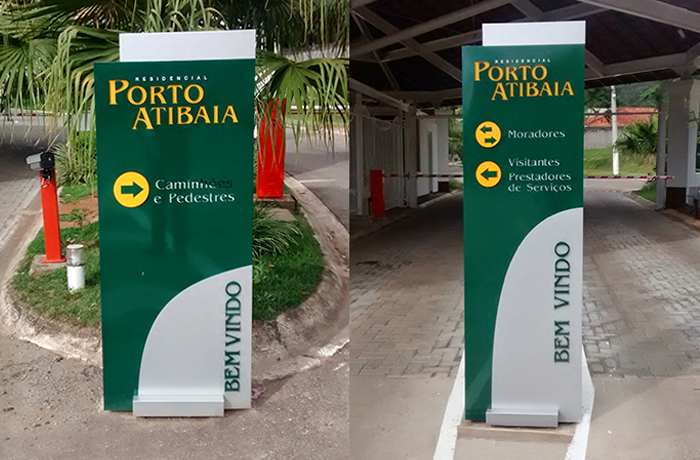 RESIDENCIAL
PORTO
ATIBAIA
Caminhões
e Pedestres
BEM VINDO
RESIDENCIAL
PORTO
ATIBAIA
Moradores
Visitantes
Prestadores
de Serviços
BEM VINDO